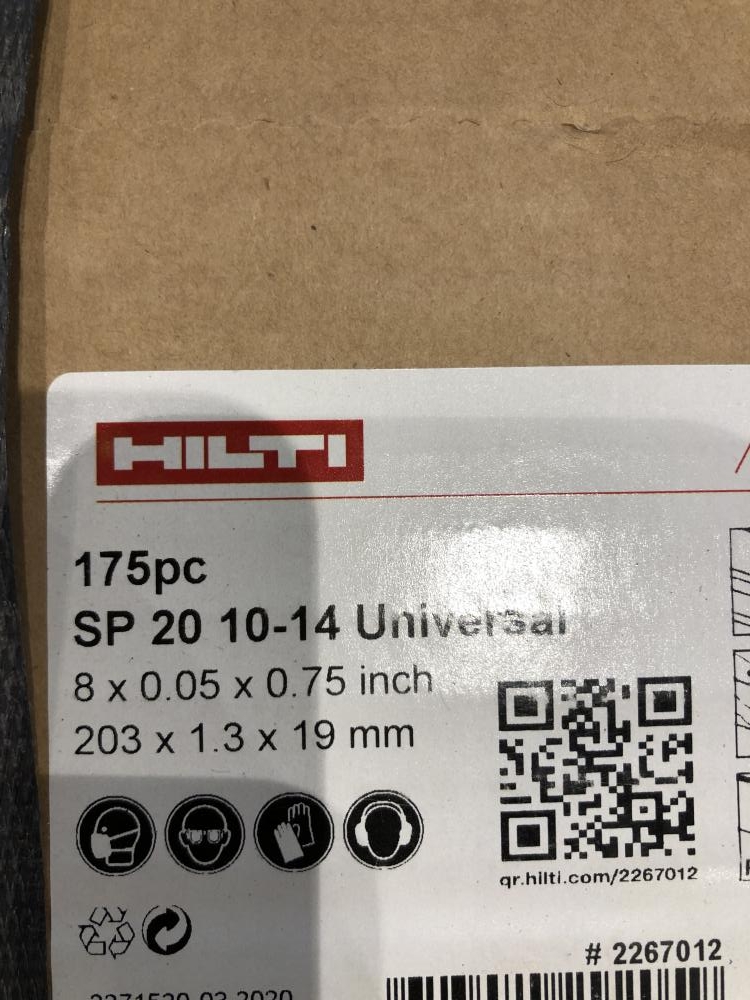 HILTI
175pc
SP 20 10-14 Universal
8 x 0.05 x 0.75 inch
203 x 1.3 x 19 mm
qr.hilti.com/2267012
# 2267012